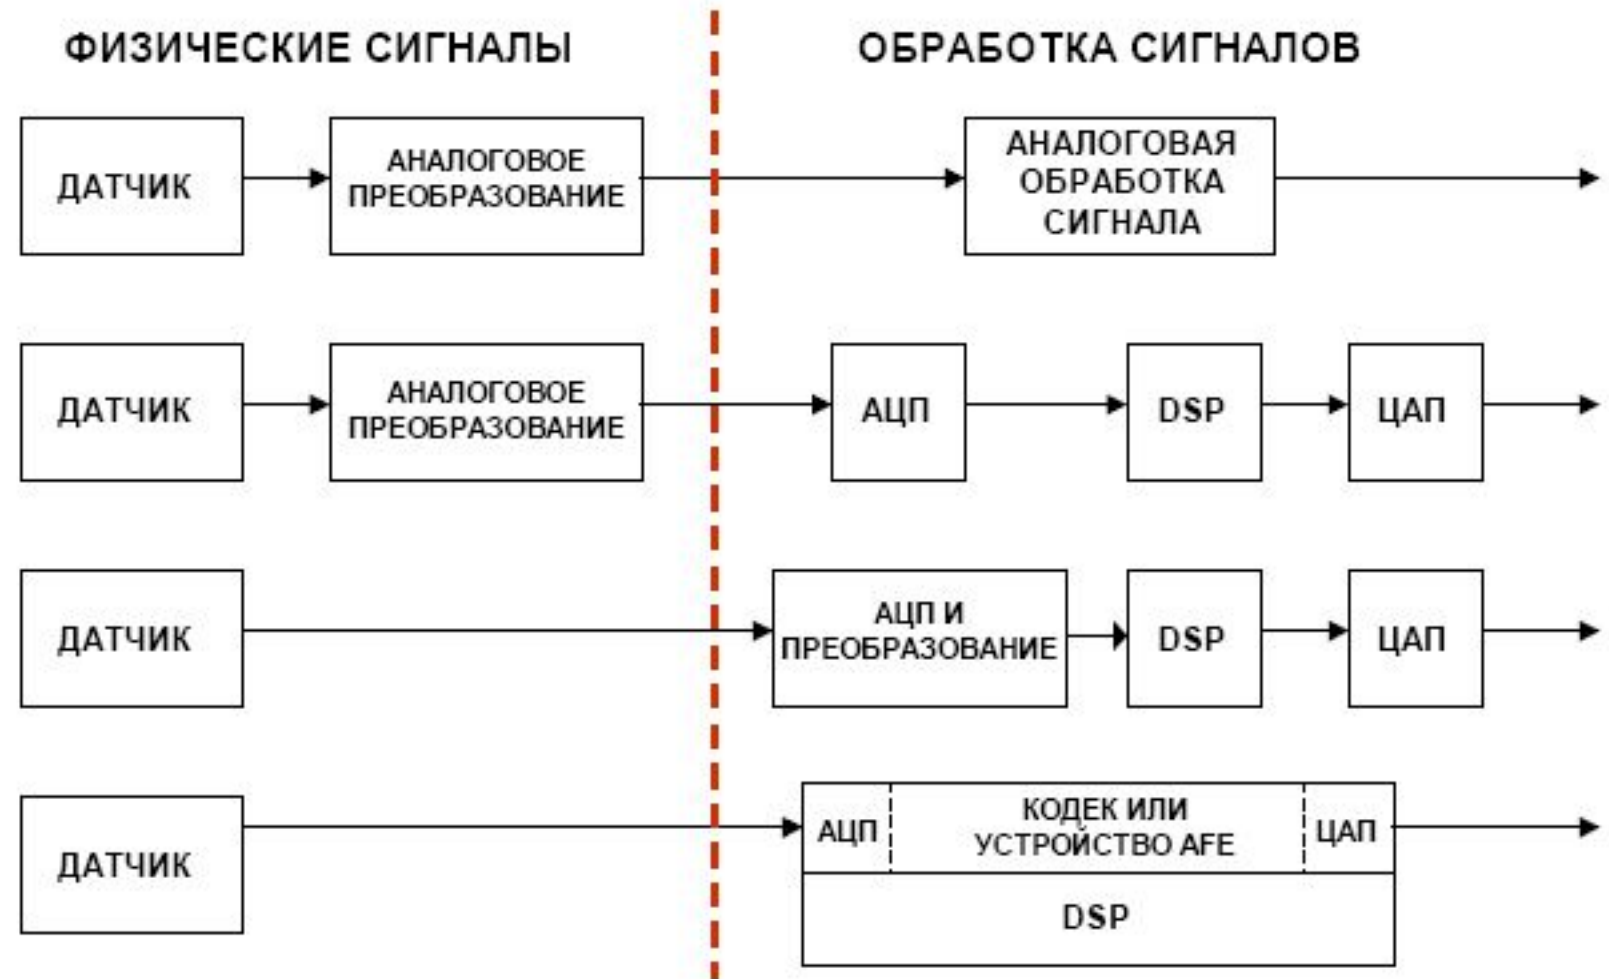 ФИЗИЧЕСКИЕ СИГНАЛЫ
ОБРАБОТКА СИГНАЛОВ
ДАТЧИК
АНАЛОГОВОЕ
ПРЕОБРАЗОВАНИЕ
АНАЛОГОВАЯ
ОБРАБОТКА
СИГНАЛА
ДАТЧИК
АНАЛОГОВОЕ
ПРЕОБРАЗОВАНИЕ
АЦП
DSP
ЦАП
ДАТЧИК
АЦП И
ПРЕОБРАЗОВАНИЕ
DSP
ЦАП
ДАТЧИК
АЦП
КОДЕК ИЛИ
УСТРОЙСТВО AFE
ЦАП
DSP